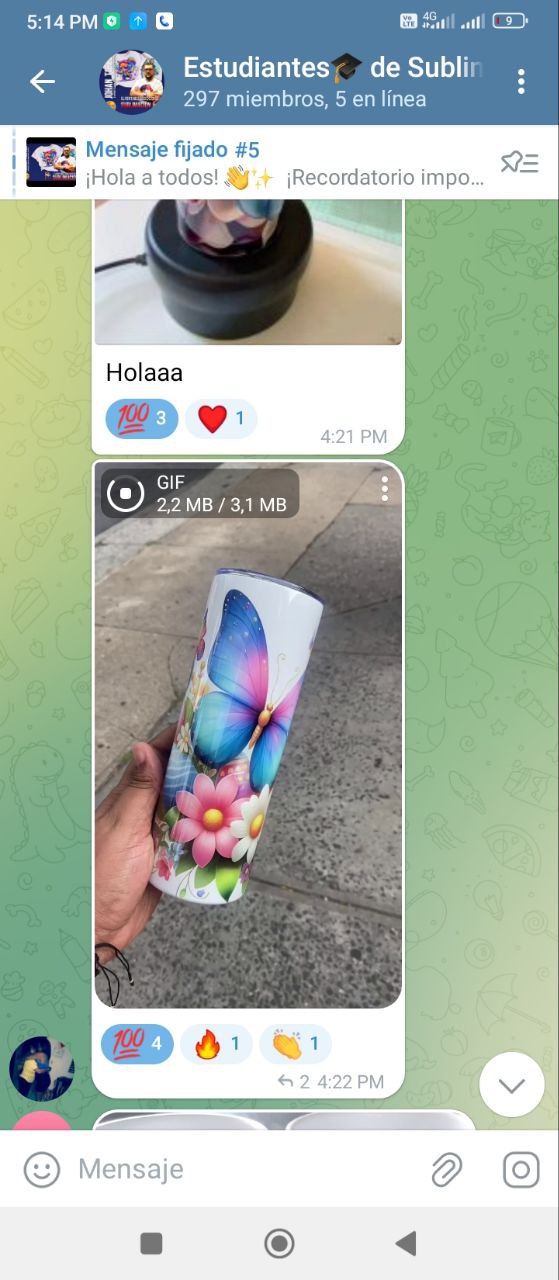 5:14 PM
Vo LTE 4G 9
Estudiantes🎓 de Sublin
297 miembros, 5 en línea
Mensaje fijado #5
¡Hola a todos! 👋✨ ¡Recordatorio impo...
Holaaa
💯 3 ❤️ 1
4:21 PM
GIF
2,2 MB / 3,1 MB
💯 4 🔥 1 👏 1
2 4:22 PM
Mensaje